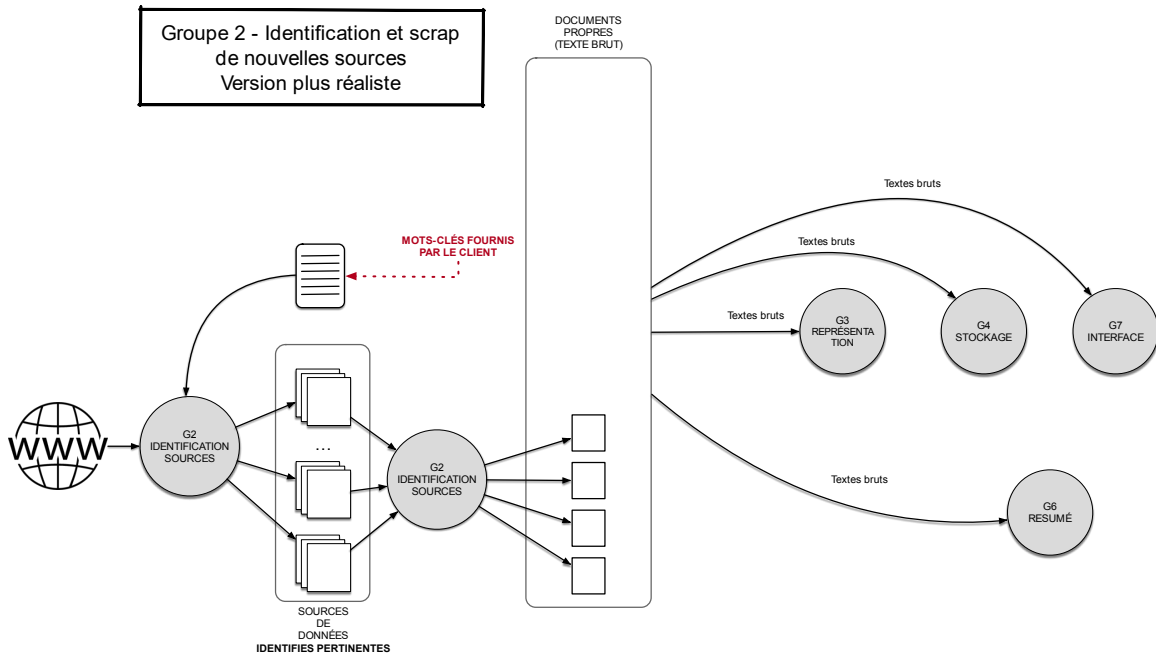 Groupe 2 - Identification et scrap
de nouvelles sources
Version plus réaliste
DOCUMENTS
PROPRES
(TEXTE BRUT)
MOTS-CLÉS FOURNIS
PAR LE CLIENT
Textes bruts
Textes bruts
Textes bruts
G3
REPRÉSENTA
TION
G4
STOCKAGE
G7
INTERFACE
WWW
G2
IDENTIFICATION
SOURCES
...
G2
IDENTIFICATION
SOURCES
Textes bruts
G6
RESUMÉ
SOURCES
DE
DONNÉES
IDENTIFIES PERTINENTES